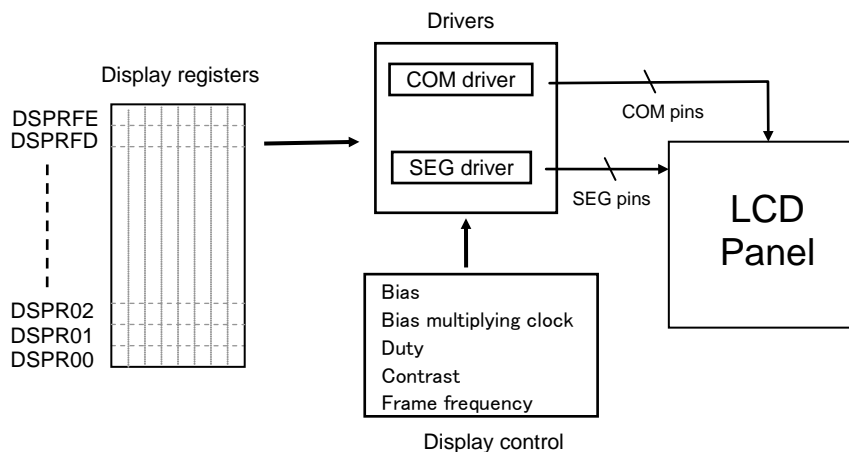 Drivers
Display registers
COM driver
SEG driver
DSPRFE
DSPRFD
DSPR02
DSPR01
DSPR00
COM pins
SEG pins
LCD
Panel
Bias
Bias multiplying clock
Duty
Contrast
Frame frequency
Display control